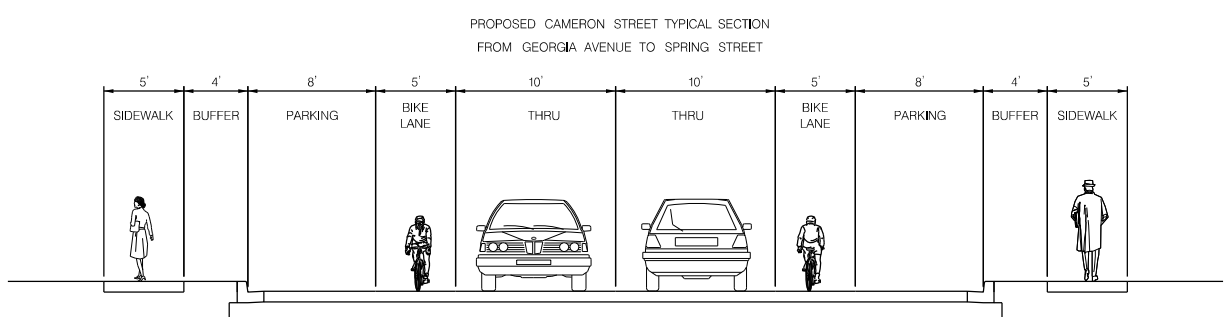 PROPOSED CAMERON STREET TYPICAL SECTION
FROM GEORGIA AVENUE TO SPRING STREET
5' 4' 8' 5' 10' 10' 5' 8' 4' 5'
SIDEWALK BUFFER PARKING BIKE LANE THRU THRU BIKE LANE PARKING BUFFER SIDEWALK